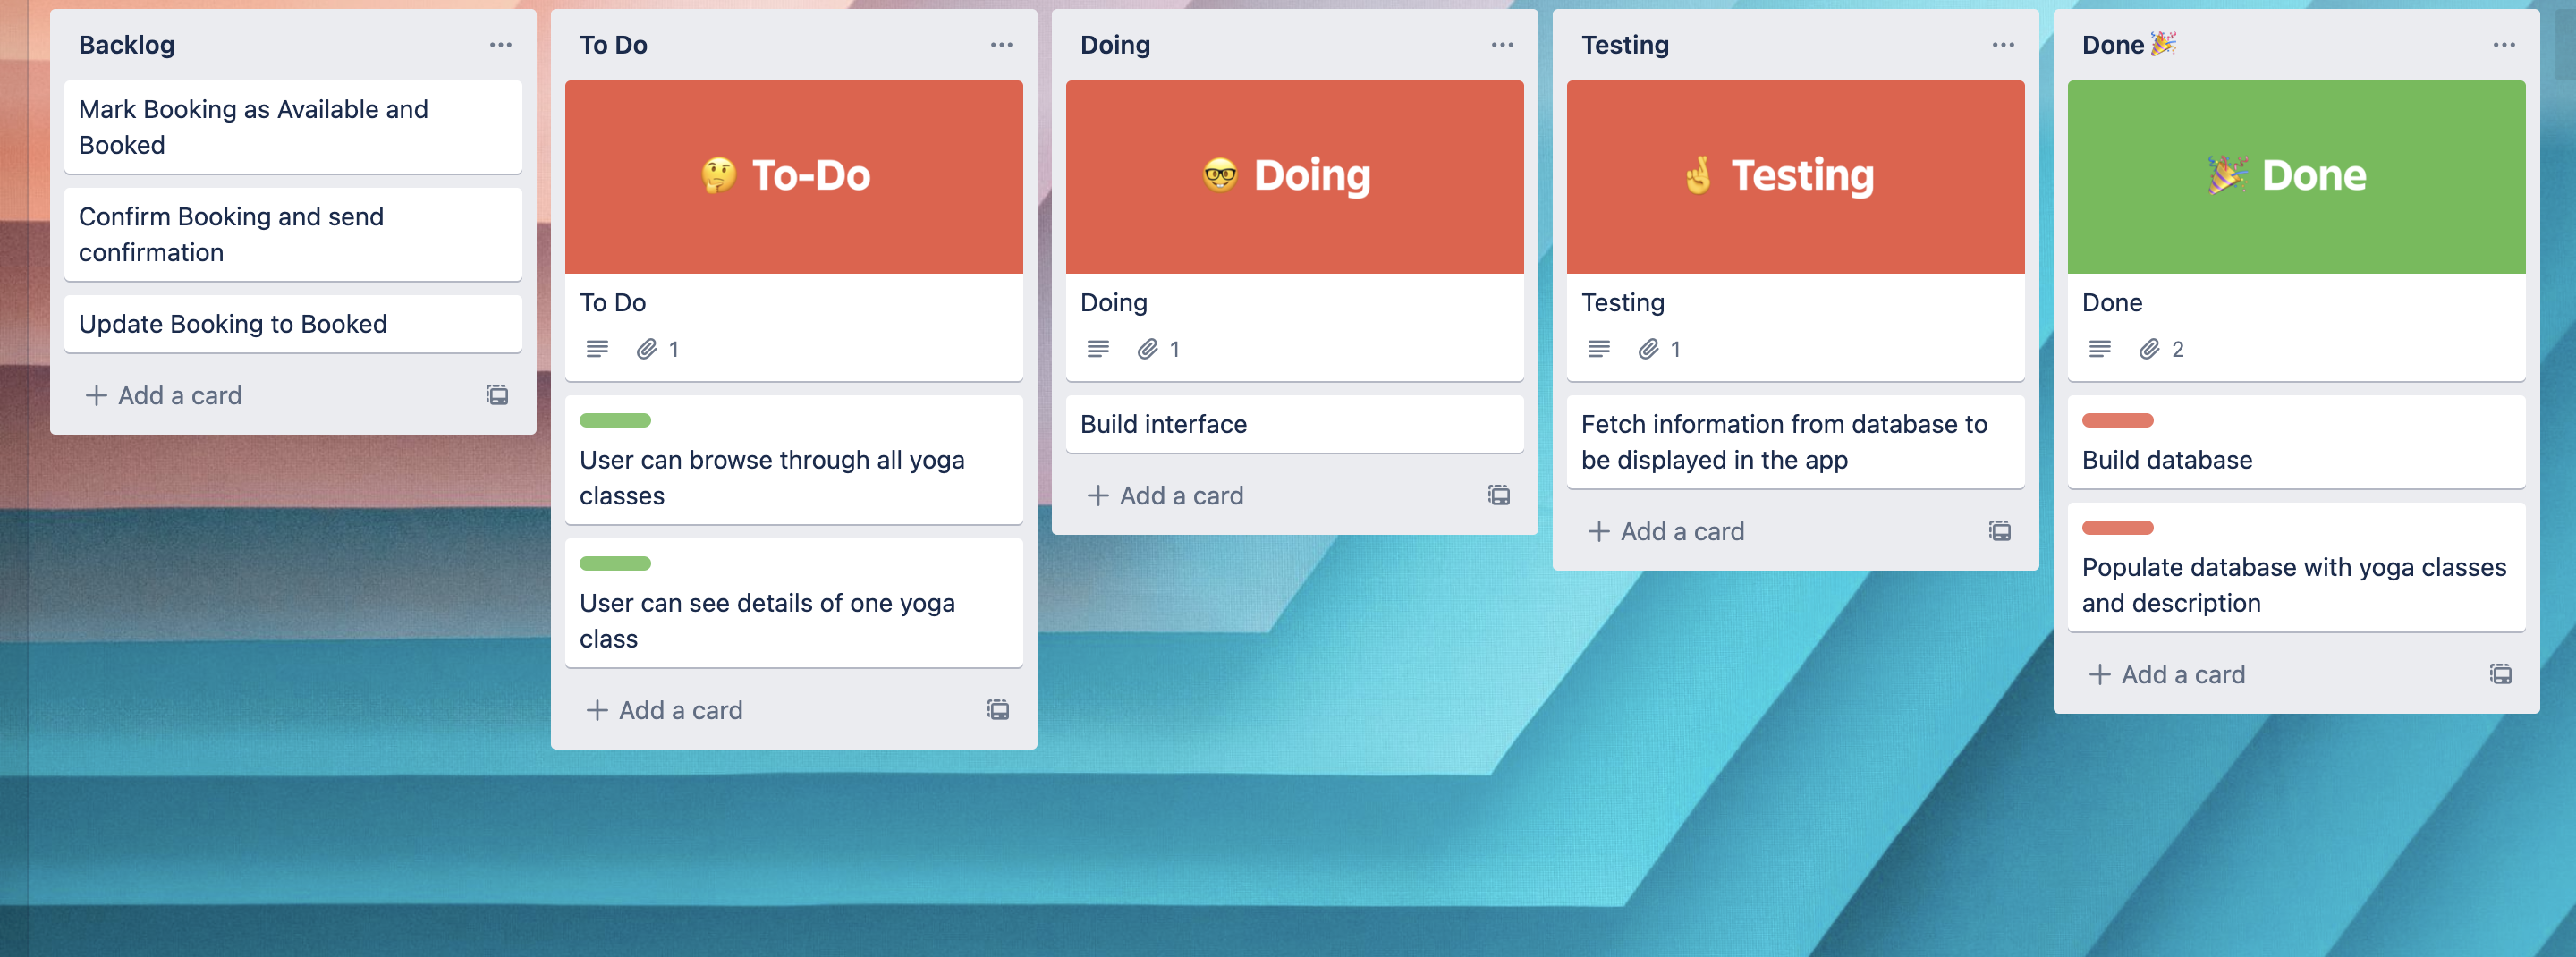 Backlog
Mark Booking as Available and
Booked
Confirm Booking and send
confirmation
Update Booking to Booked
+ Add a card
To Do
🤔 To-Do
To Do
1
User can browse through all yoga
classes
User can see details of one yoga
class
+ Add a card
Doing
🤓 Doing
Doing
1
Build interface
+ Add a card
Testing
🤞 Testing
Testing
1
Fetch information from database to
be displayed in the app
+ Add a card
Done 🎉
🎉 Done
Done
2
Build database
Populate database with yoga classes
and description
+ Add a card